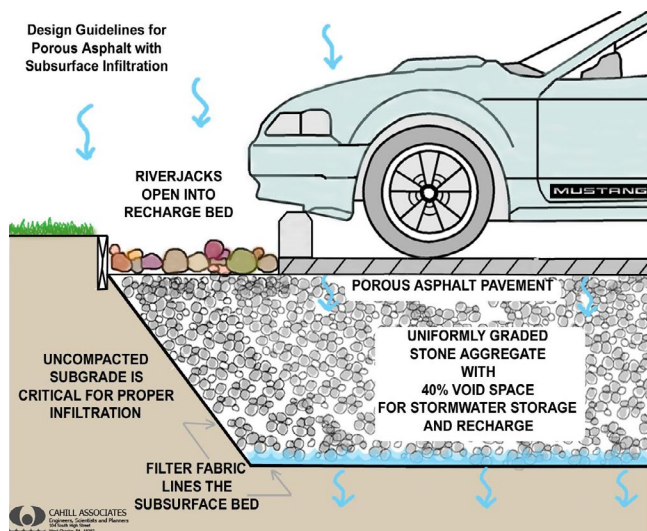 Design Guidelines for
Porous Asphalt with
Subsurface Infiltration
RIVERJACKS
OPEN INTO
RECHARGE BED
MUSTANG
POROUS ASPHALT PAVEMENT
UNIFORMLY GRADED
STONE AGGREGATE
WITH
40% VOID SPACE
FOR STORMWATER STORAGE
AND RECHARGE
UNCOMPACTED
SUBGRADE IS
CRITICAL FOR PROPER
INFILTRATION
FILTER FABRIC
LINES THE
SUBSURFACE BED
CAHILL ASSOCIATES
Engineers, Scientists and Planners